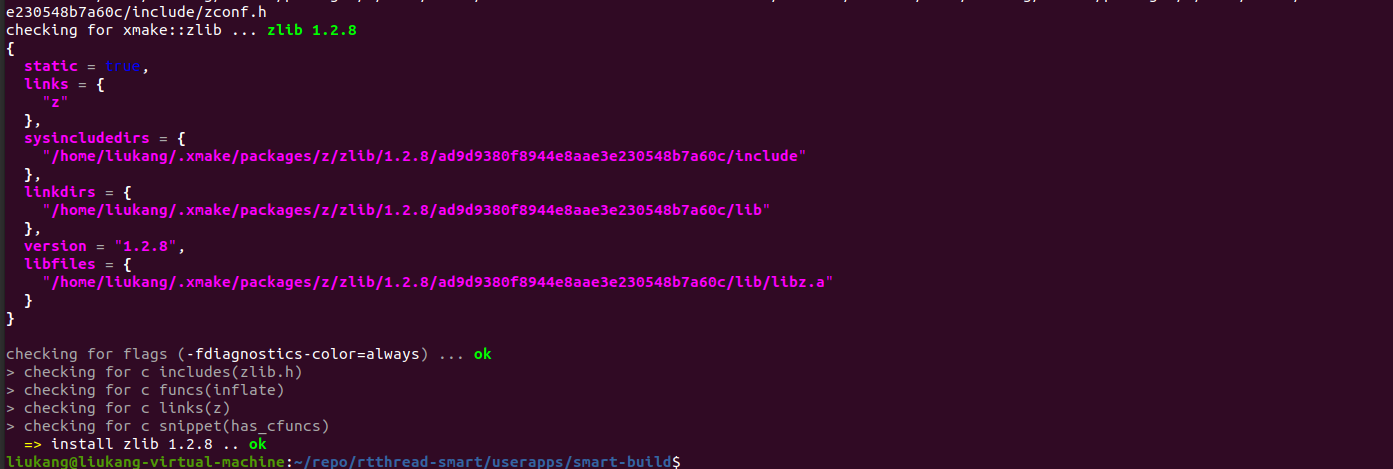 e230548b7a60c/include/zconf.h
checking for xmake::zlib ... zlib 1.2.8
{
  static = true,
  links = {
    "z"
  },
  sysincludedirs = {
    "/home/liukang/.xmake/packages/z/zlib/1.2.8/ad9d9380f8944e8aae3e230548b7a60c/include"
  },
  linkdirs = {
    "/home/liukang/.xmake/packages/z/zlib/1.2.8/ad9d9380f8944e8aae3e230548b7a60c/lib"
  },
  version = "1.2.8",
  libfiles = {
    "/home/liukang/.xmake/packages/z/zlib/1.2.8/ad9d9380f8944e8aae3e230548b7a60c/lib/libz.a"
  }
}
checking for flags (-fdiagnostics-color=always) ... ok
> checking for c includes(zlib.h)
> checking for c funcs(inflate)
> checking for c links(z)
> checking for c snippet(has_cfuncs)
  => install zlib 1.2.8 .. ok
liukang@liukang-virtual-machine:~/repo/rtthread-smart/userapps/smart-build$